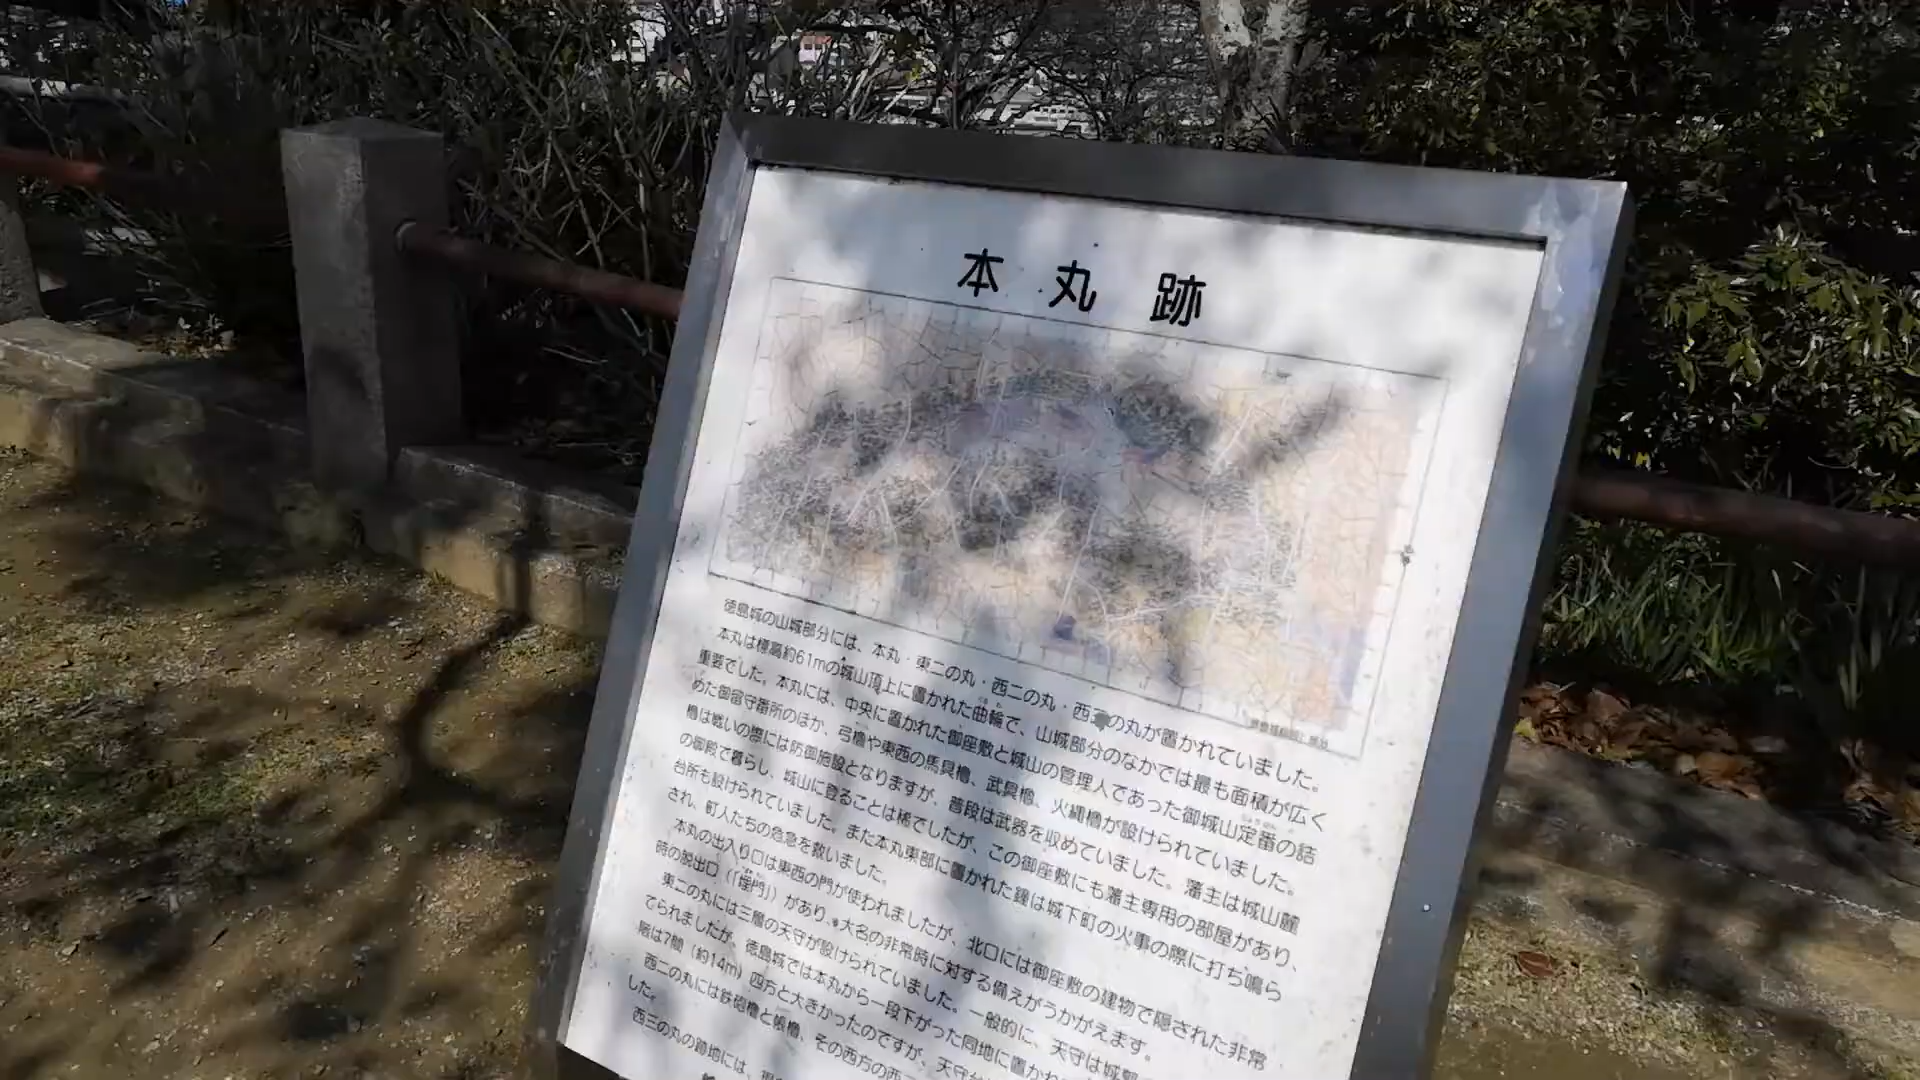 本丸跡
徳島城の山城部分には、本丸・東二の丸・西二の丸・西三の丸が置かれていました。
本丸は標高約61mの城山頂上に置かれた曲輪で、山城部分のなかでは最も面積が広く
重要でした。本丸には、中央に置かれた御座敷と城山の管理人であった御城山定番の詰
めた御留守番所のほか、弓櫓や東西の馬具櫓、武具櫓、火縄櫓が設けられていました。
櫓は戦いの際には防御施設となりますが、普段は武器を収めていました。藩主は城山麓
の御殿で暮らし、城山に登ることは稀でしたが、この御座敷にも藩主専用の部屋があり、
台所も設けられていました。また本丸東部に置かれた鐘は城下町の火事の際に打ち鳴ら
され、町人たちの危急を救いました。
本丸の出入り口は東西の門が使われましたが、北口には御座敷の建物で隠された非常
時の脱出口（「埋門」）があり、大名の非常時に対する備えがうかがえます。
東二の丸には三層の天守が設けられていました。一般的に、天守は城郭
てられましたが、徳島城では本丸から一段下がった同地に置かれ
階は7間（約14m）四方と大きかったのですが、天守台
西二の丸には鉄砲櫓と帳櫓、その西方の西
した。
西三の丸の跡地には、